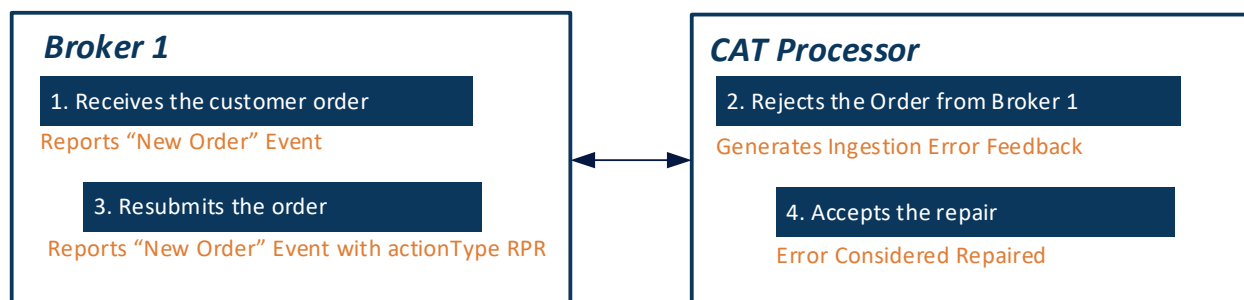 Broker 1
1. Receives the customer order
Reports “New Order” Event
3. Resubmits the order
Reports “New Order” Event with actionType RPR
CAT Processor
2. Rejects the Order from Broker 1
Generates Ingestion Error Feedback
4. Accepts the repair
Error Considered Repaired